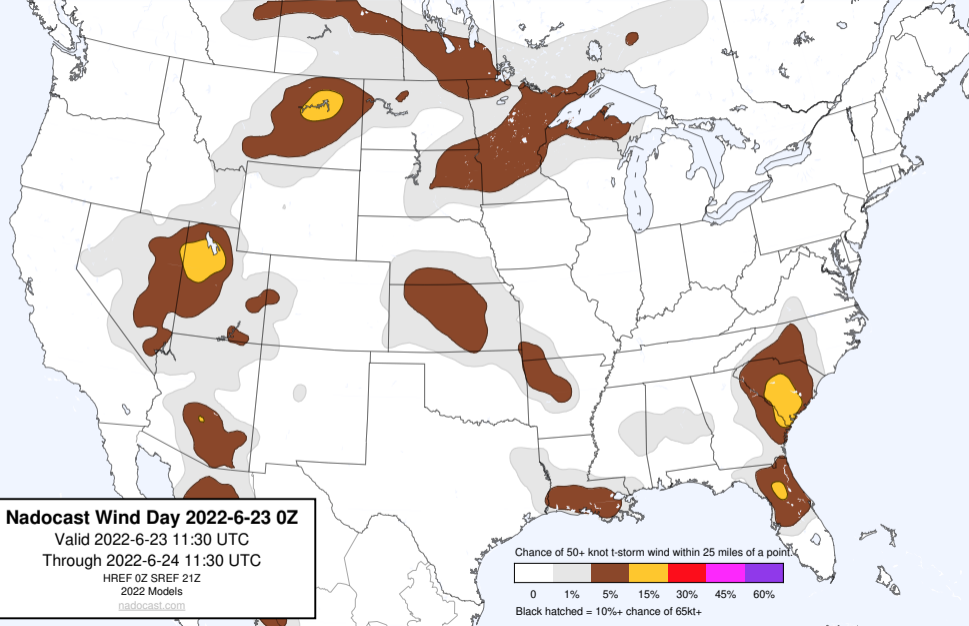 Nadocast Wind Day 2022-6-23 0Z
Valid 2022-6-23 11:30 UTC
Through 2022-6-24 11:30 UTC
HREF 0Z SREF 21Z
2022 Models
nadocast.com
Chance of 50+ knot t-storm wind within 25 miles of a point.
0 1% 5% 15% 30% 45% 60%
Black hatched = 10%+ chance of 65kt+